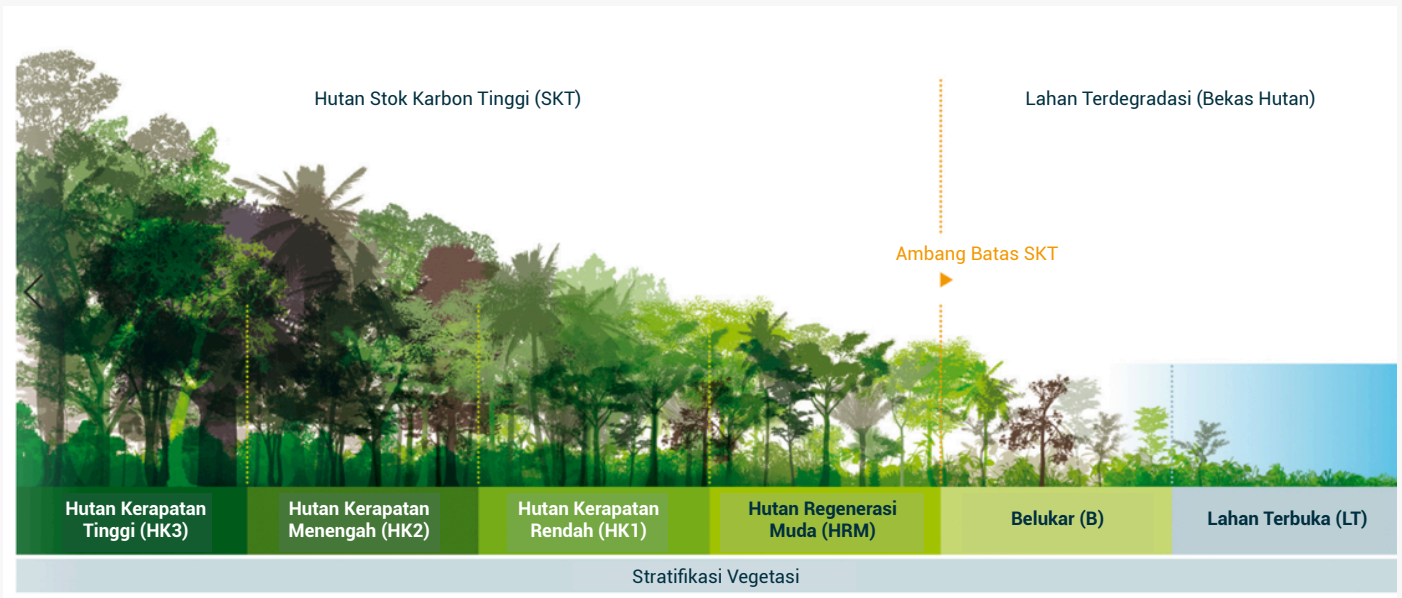 Hutan Stok Karbon Tinggi (SKT)
Lahan Terdegradasi (Bekas Hutan)
Ambang Batas SKT
Hutan Kerapatan
Tinggi (HK3)
Hutan Kerapatan
Menengah (HK2)
Hutan Kerapatan
Rendah (HK1)
Hutan Regenerasi
Muda (HRM)
Belukar (B)
Lahan Terbuka (LT)
Stratifikasi Vegetasi